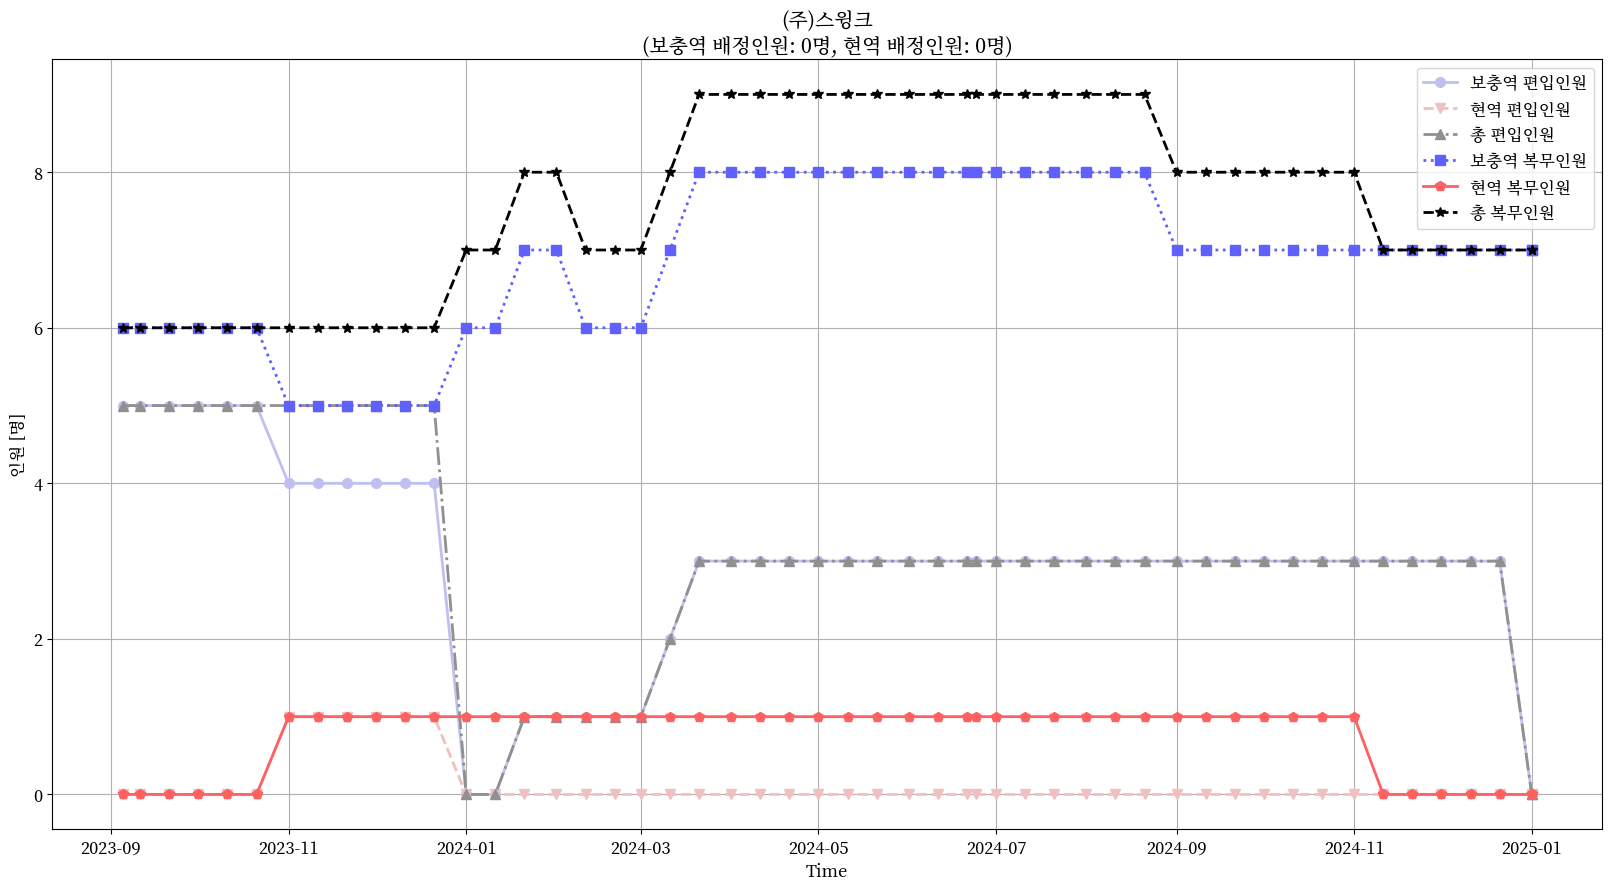 (주)스윙크
(보충역 배정인원: 0명, 현역 배정인원: 0명)
보충역 편입인원
현역 편입인원
총 편입인원
보충역 복무인원
현역 복무인원
총 복무인원
인원 [명]
8
6
4
2
0
2023-09 2023-11 2024-01 2024-03 2024-05 2024-07 2024-09 2024-11 2025-01
Time